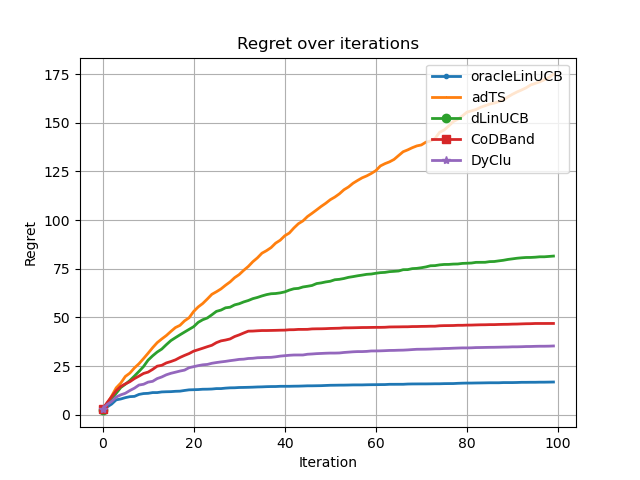 Regret over iterations
175
150
125
100
75
50
25
0
Regret
0 20 40 60 80 100
Iteration
oracleLinUCB
adTS
dLinUCB
CoDBand
DyClu